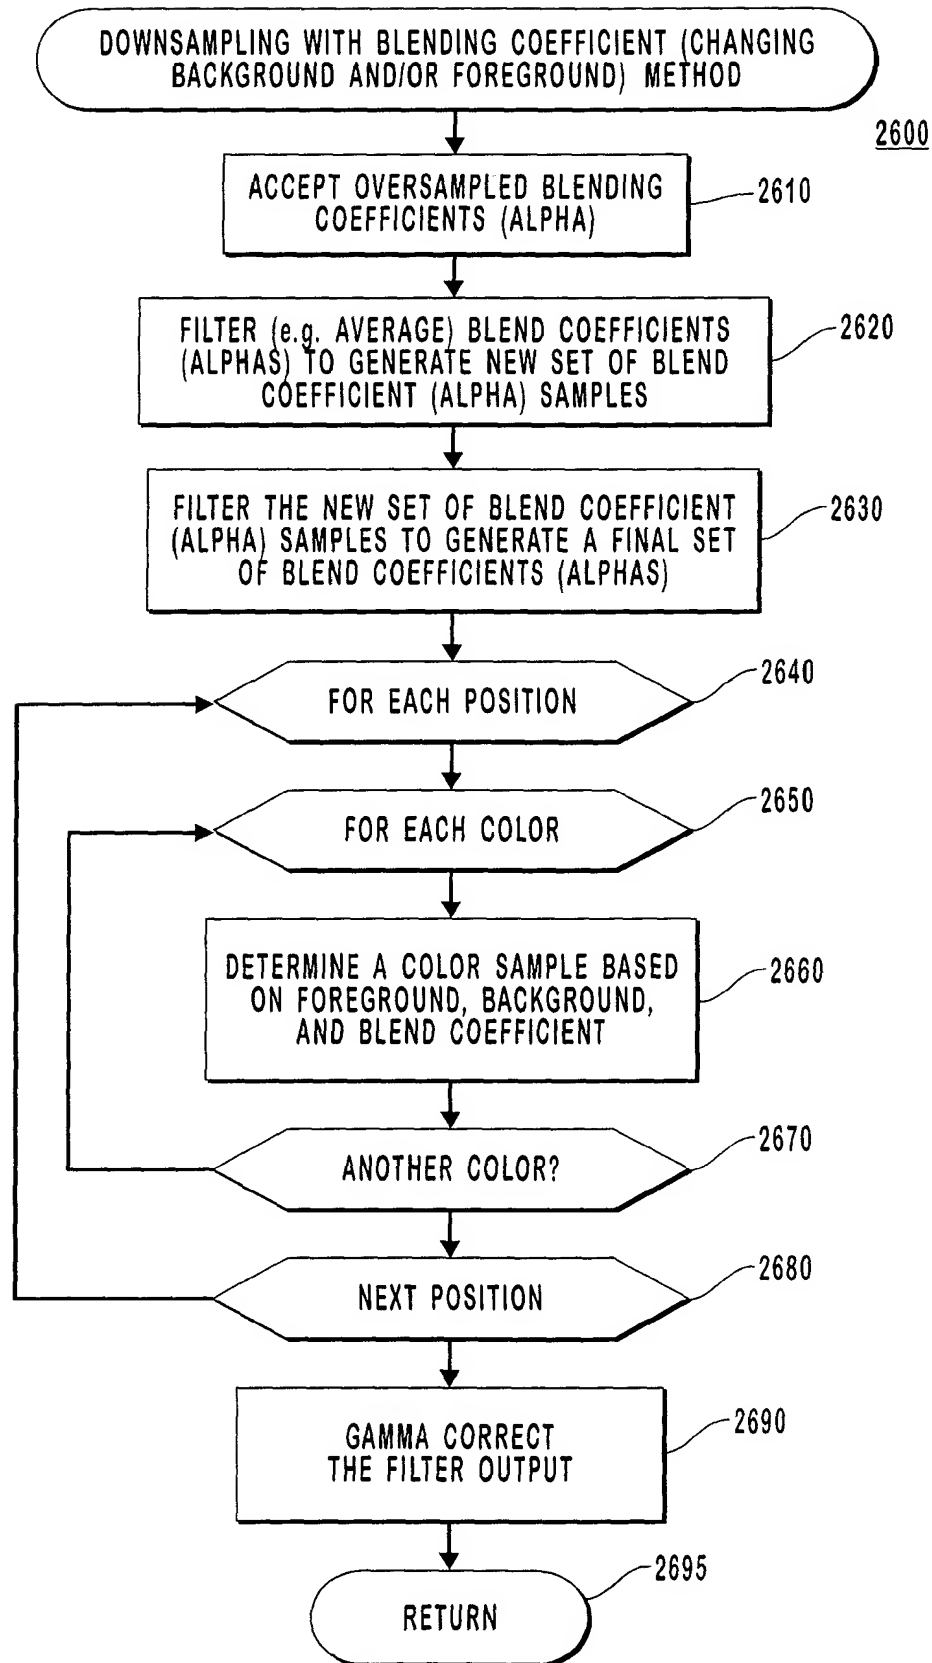 DOWNSAMPLING WITH BLENDING COEFFICIENT (CHANGING
BACKGROUND AND/OR FOREGROUND) METHOD
2600
ACCEPT OVERSAMPLED BLENDING
COEFFICIENTS (ALPHA)
2610
FILTER (e.g. AVERAGE) BLEND COEFFICIENTS
(ALPHAS) TO GENERATE NEW SET OF BLEND
COEFFICIENT (ALPHA) SAMPLES
2620
FILTER THE NEW SET OF BLEND COEFFICIENT
(ALPHA) SAMPLES TO GENERATE A FINAL SET
OF BLEND COEFFICIENTS (ALPHAS)
2630
FOR EACH POSITION
2640
FOR EACH COLOR
2650
DETERMINE A COLOR SAMPLE BASED
ON FOREGROUND, BACKGROUND,
AND BLEND COEFFICIENT
2660
ANOTHER COLOR?
2670
NEXT POSITION
2680
GAMMA CORRECT
THE FILTER OUTPUT
2690
RETURN
2695